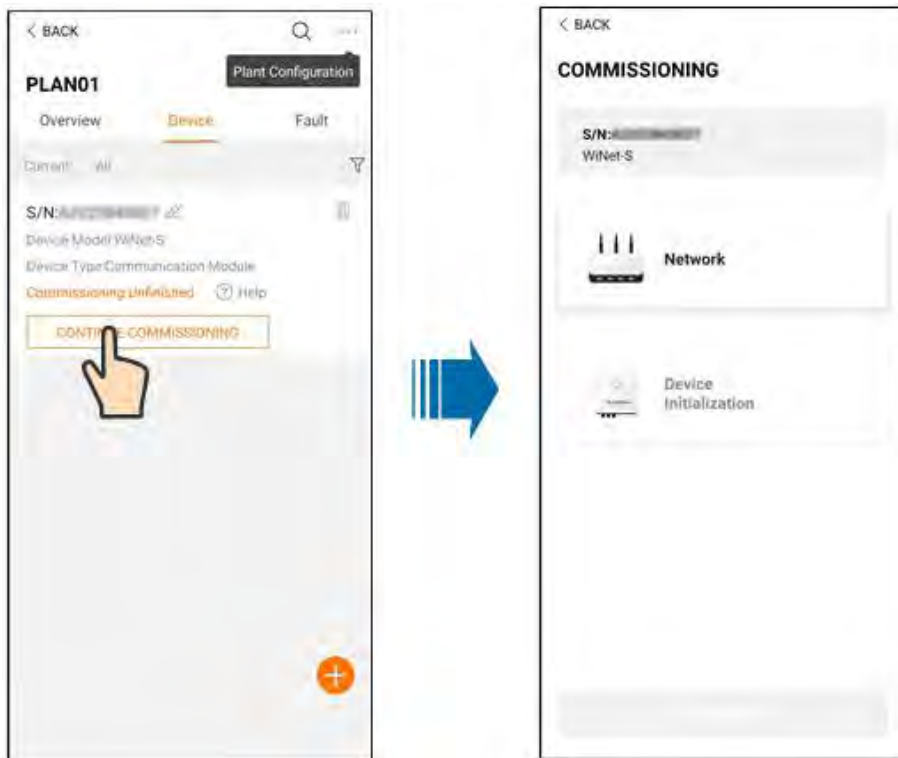 < BACK
Plant Configuration
PLAN01
Overview Device Fault
Current: All
S/N:
Device Model:WiNet-S
Device Type:Communication Module
Commissioning Unfinished ? Help
CONTINUE COMMISSIONING
+
< BACK
COMMISSIONING
S/N:
WiNet-S
Network
Device
Initialization